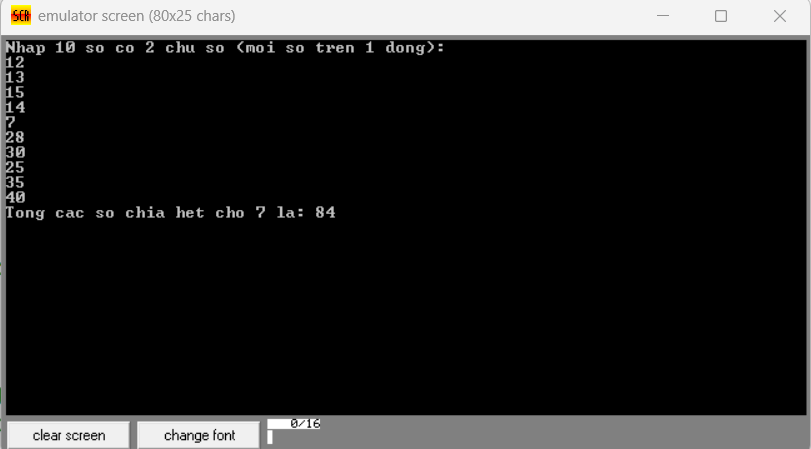 SCR emulator screen (80x25 chars)
Nhap 10 so co 2 chu so (moi so tren 1 dong):
12
13
15
14
7
28
30
25
35
40
Tong cac so chia het cho 7 la: 84
clear screen
change font
0/16